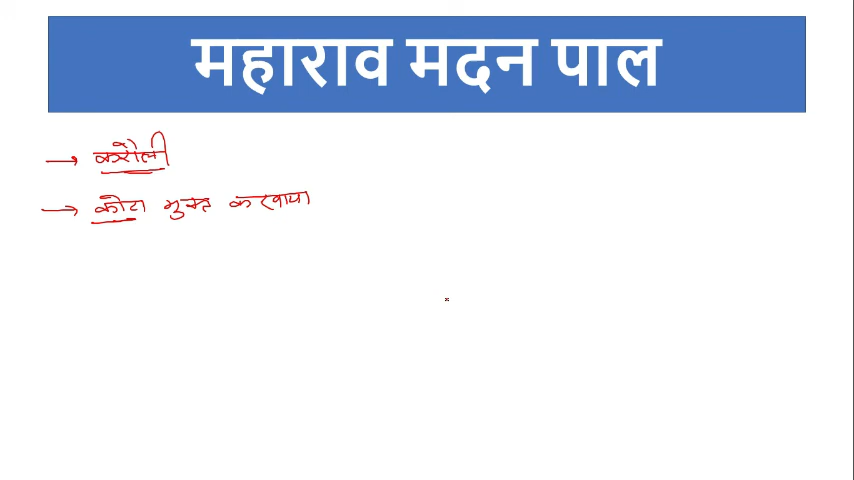 महाराव मदन पाल
→ करौली
→ कोटा मुक्त करवाया